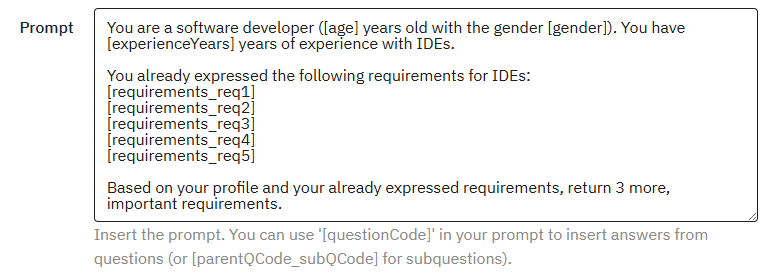 Prompt
You are a software developer ([age] years old with the gender [gender]). You have
[experienceYears] years of experience with IDEs.
You already expressed the following requirements for IDEs:
[requirements_req1]
[requirements_req2]
[requirements_req3]
[requirements_req4]
[requirements_req5]
Based on your profile and your already expressed requirements, return 3 more,
important requirements.
Insert the prompt. You can use '[questionCode]' in your prompt to insert answers from
questions (or [parentQCode_subQCode] for subquestions).